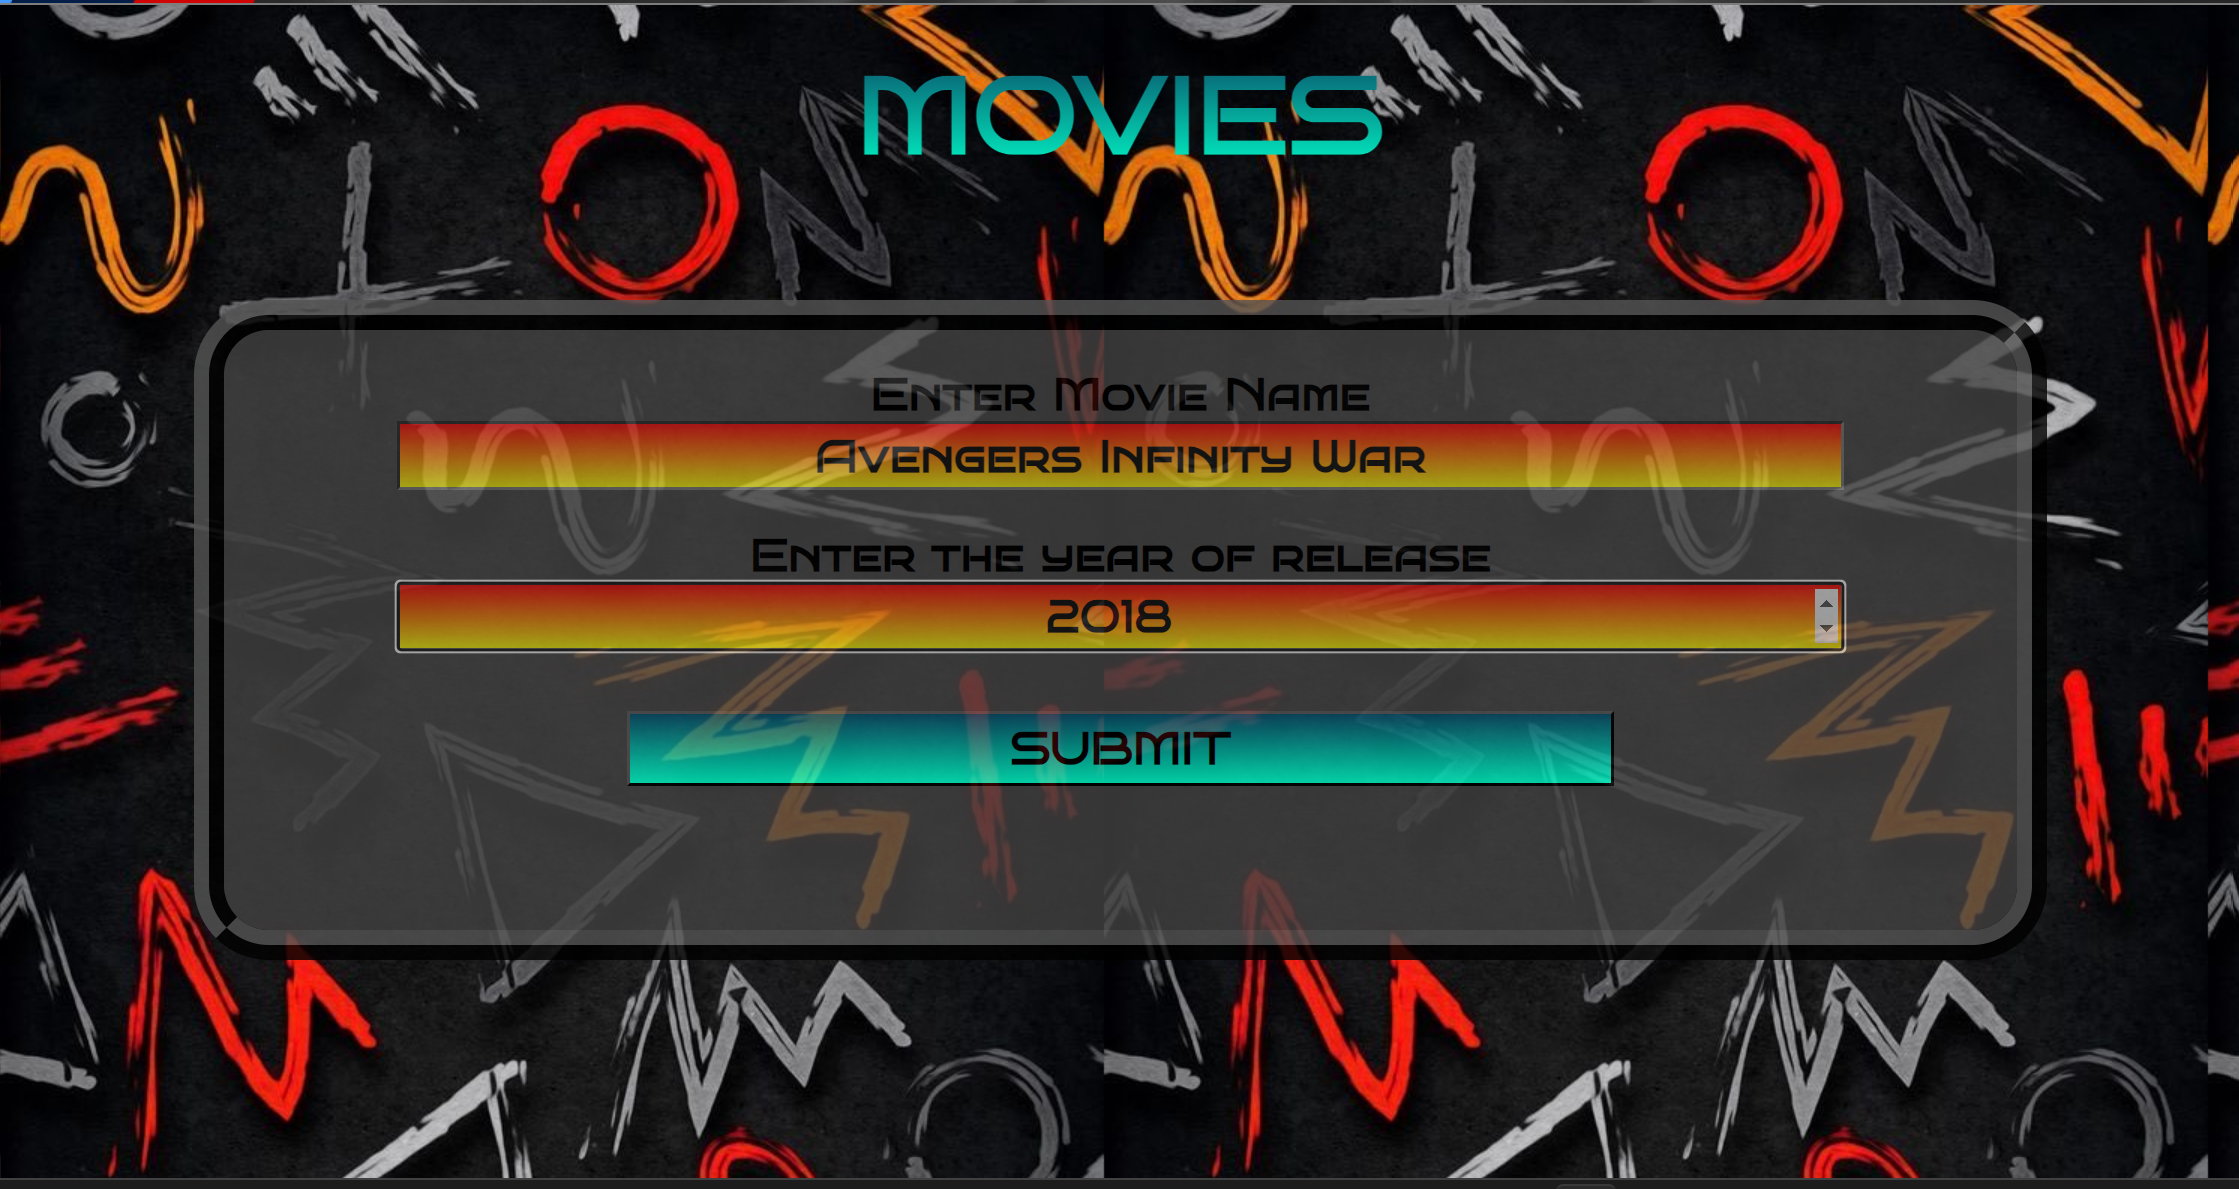 MOVIES
Enter Movie Name
Avengers Infinity War
Enter the year of release
2018
SUBMIT